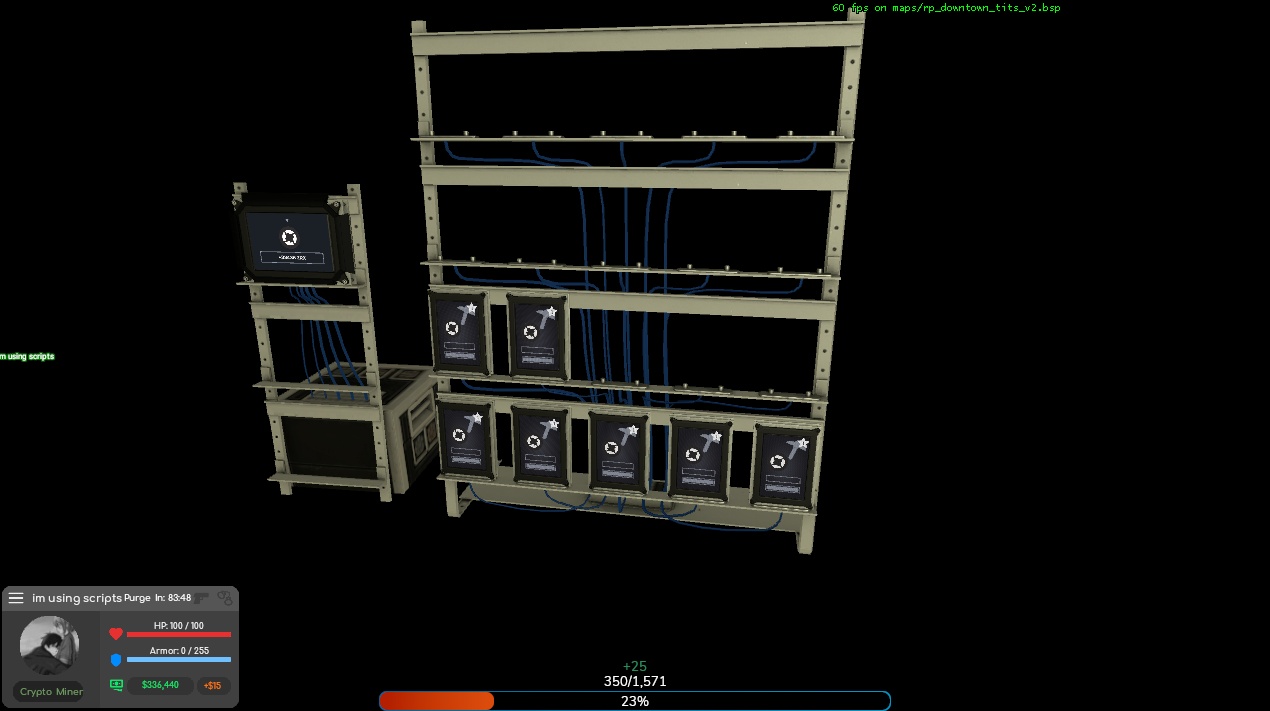 60 fps on maps/rp_downtown_tits_v2.bsp
m using scripts
im using scripts Purge In: 83:48
HP: 100 / 100
Armor: 0 / 255
Crypto Miner
$336,440
+$15
+25
350/1,571
23%